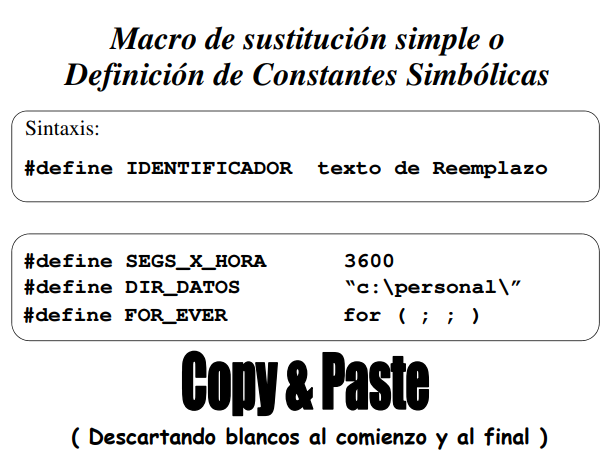 Macro de sustitución simple o
Definición de Constantes Simbólicas
Sintaxis:
#define IDENTIFICADOR texto de Reemplazo
#define SEGS_X_HORA 3600
#define DIR_DATOS “c:\personal\”
#define FOR_EVER for ( ; ; )
Copy & Paste
( Descartando blancos al comienzo y al final )